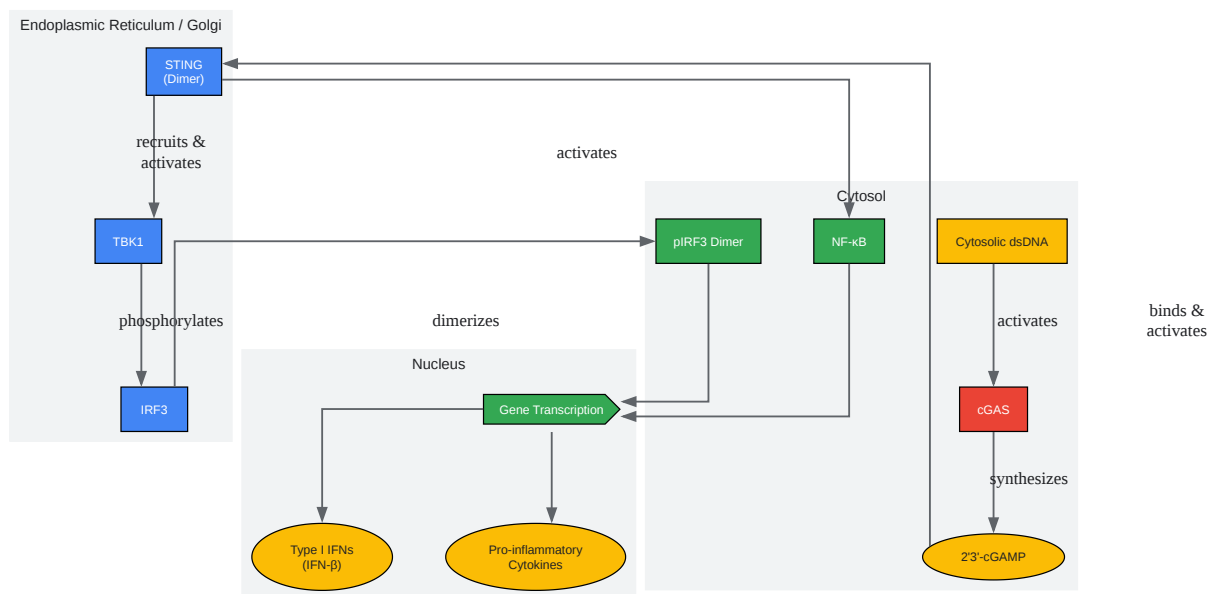 Endoplasmic Reticulum / Golgi
STING
(Dimer)
recruits &
activates
activates
Cytosol
TBK1
pIRF3 Dimer
NF-κB
Cytosolic dsDNA
phosphorylates
dimerizes
activates
binds &
activates
Nucleus
IRF3
Gene Transcription
cGAS
synthesizes
Type I IFNs
(IFN-β)
Pro-inflammatory
Cytokines
2'3'-cGAMP